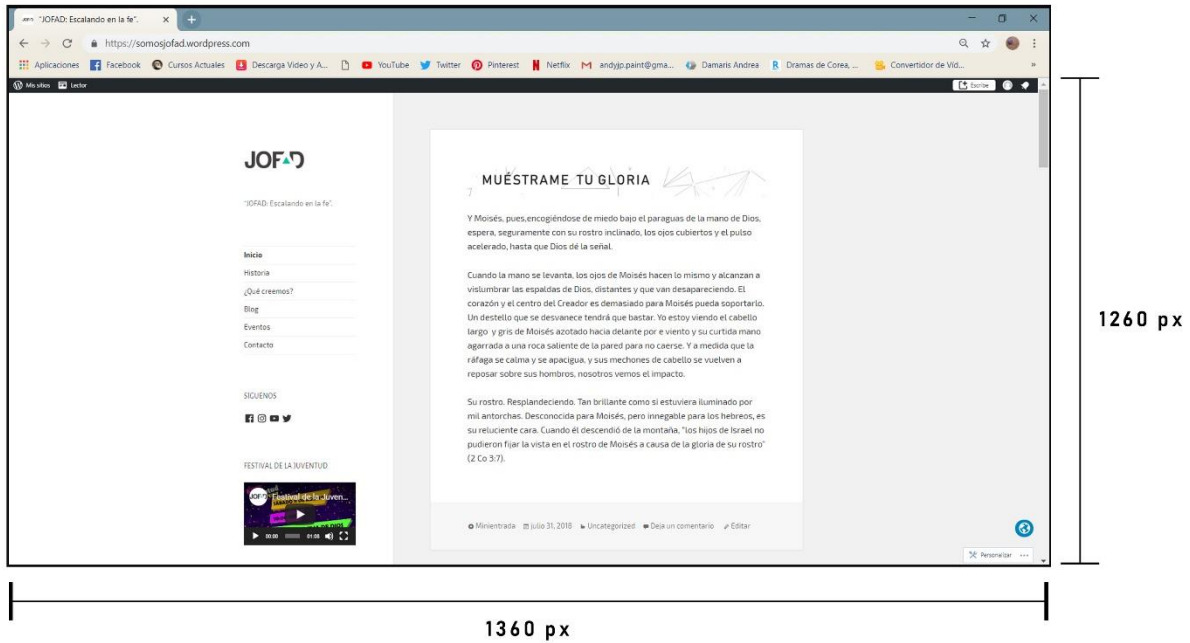 "JOFAD: Escalando en la fe".
https://somosjofad.wordpress.com
Aplicaciones Facebook Cursos Actuales Descarga Video y A... YouTube Twitter Pinterest Netflix andyjp.paint@gma... Damaris Andrea Dramas de Corea, ... Convertidor de Víd... »
Mis sitios Lector Escribe
JOFAD
"JOFAD: Escalando en la fe".
Inicio
Historia
¿Qué creemos?
Blog
Eventos
Contacto
SÍGUENOS
FESTIVAL DE LA JUVENTUD
Festival de la Juven...
00:00 01:08
MUÉSTRAME TU GLORIA
7
Y Moisés, pues,encogiéndose de miedo bajo el paraguas de la mano de Dios,
espera, seguramente con su rostro inclinado, los ojos cubiertos y el pulso
acelerado, hasta que Dios dé la señal.
Cuando la mano se levanta, los ojos de Moisés hacen lo mismo y alcanzan a
vislumbrar las espaldas de Dios, distantes y que van desapareciendo. El
corazón y el centro del Creador es demasiado para Moisés pueda soportarlo.
Un destello que se desvanece tendrá que bastar. Yo estoy viendo el cabello
largo y gris de Moisés azotado hacia delante por e viento y su curtida mano
agarrada a una roca saliente de la pared para no caerse. Y a medida que la
ráfaga se calma y se apacigua, y sus mechones de cabello se vuelven a
reposar sobre sus hombros, nosotros vemos el impacto.
Su rostro. Resplandeciendo. Tan brillante como si estuviera iluminado por
mil antorchas. Desconocida para Moisés, pero innegable para los hebreos, es
su reluciente cara. Cuando él descendió de la montaña, "los hijos de Israel no
pudieron fijar la vista en el rostro de Moisés a causa de la gloria de su rostro"
(2 Co 3:7).
Minientrada julio 31, 2018 Uncategorized Deja un comentario Editar
Personalizar
1260 px
1360 px